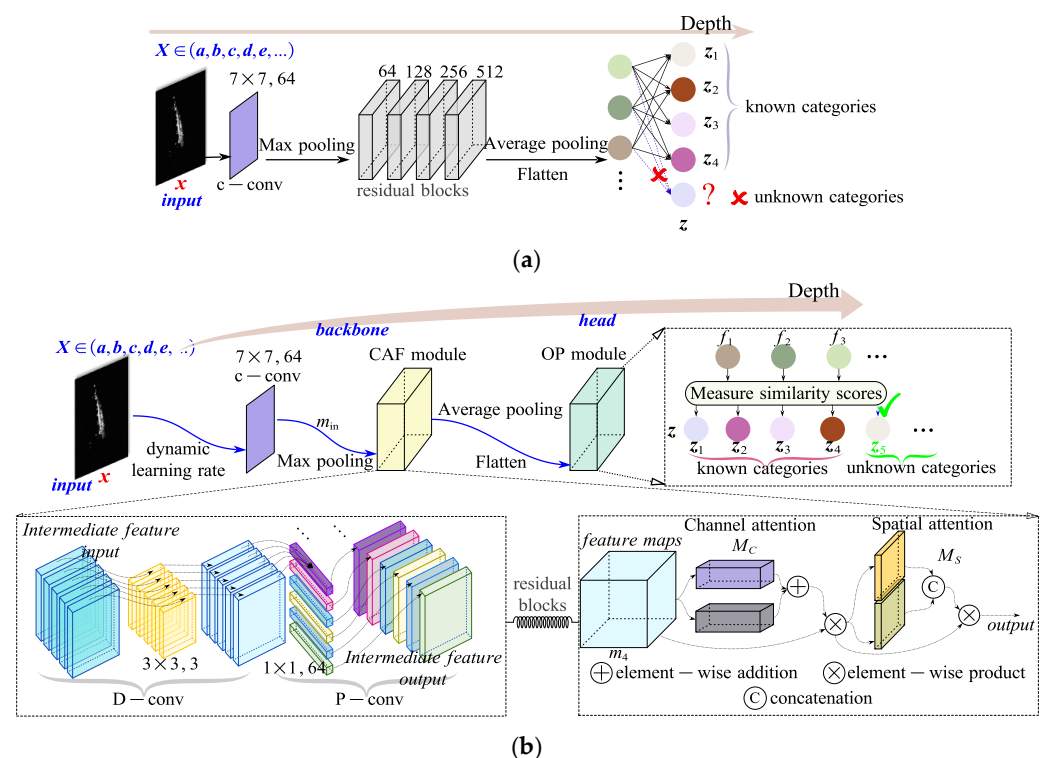 Depth
X ∈ (a, b, c, d, e, ...)
7 × 7, 64
64 128 256 512
z1
z2
z3
z4
known categories
Max pooling
Average pooling
Flatten
c − conv
residual blocks
x
input
? ✘ unknown categories
z
(a)
Depth
backbone
head
X ∈ (a, b, c, d, e, ...)
7 × 7, 64
c − conv
CAF module
OP module
f1 f2 f3 ...
Measure similarity scores
z
z1 z2 z3 z4 z5
known categories
unknown categories
min
Average pooling
dynamic
learning rate
Max pooling
Flatten
input x
Intermediate feature
input
3 × 3, 3
1 × 1, 64
Intermediate feature
output
D − conv
P − conv
residual
blocks
feature maps
m4
Channel attention
MC
Spatial attention
MS
C
output
+ element − wise addition
× element − wise product
C concatenation
(b)